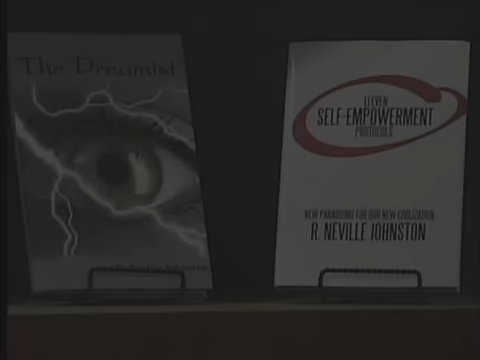 The Dreamist
ELEVEN
SELF-EMPOWERMENT
PROTOCOLS
NEW PARADIGMS FOR OUR NEW CIVILIZATION
R. NEVILLE JOHNSTON